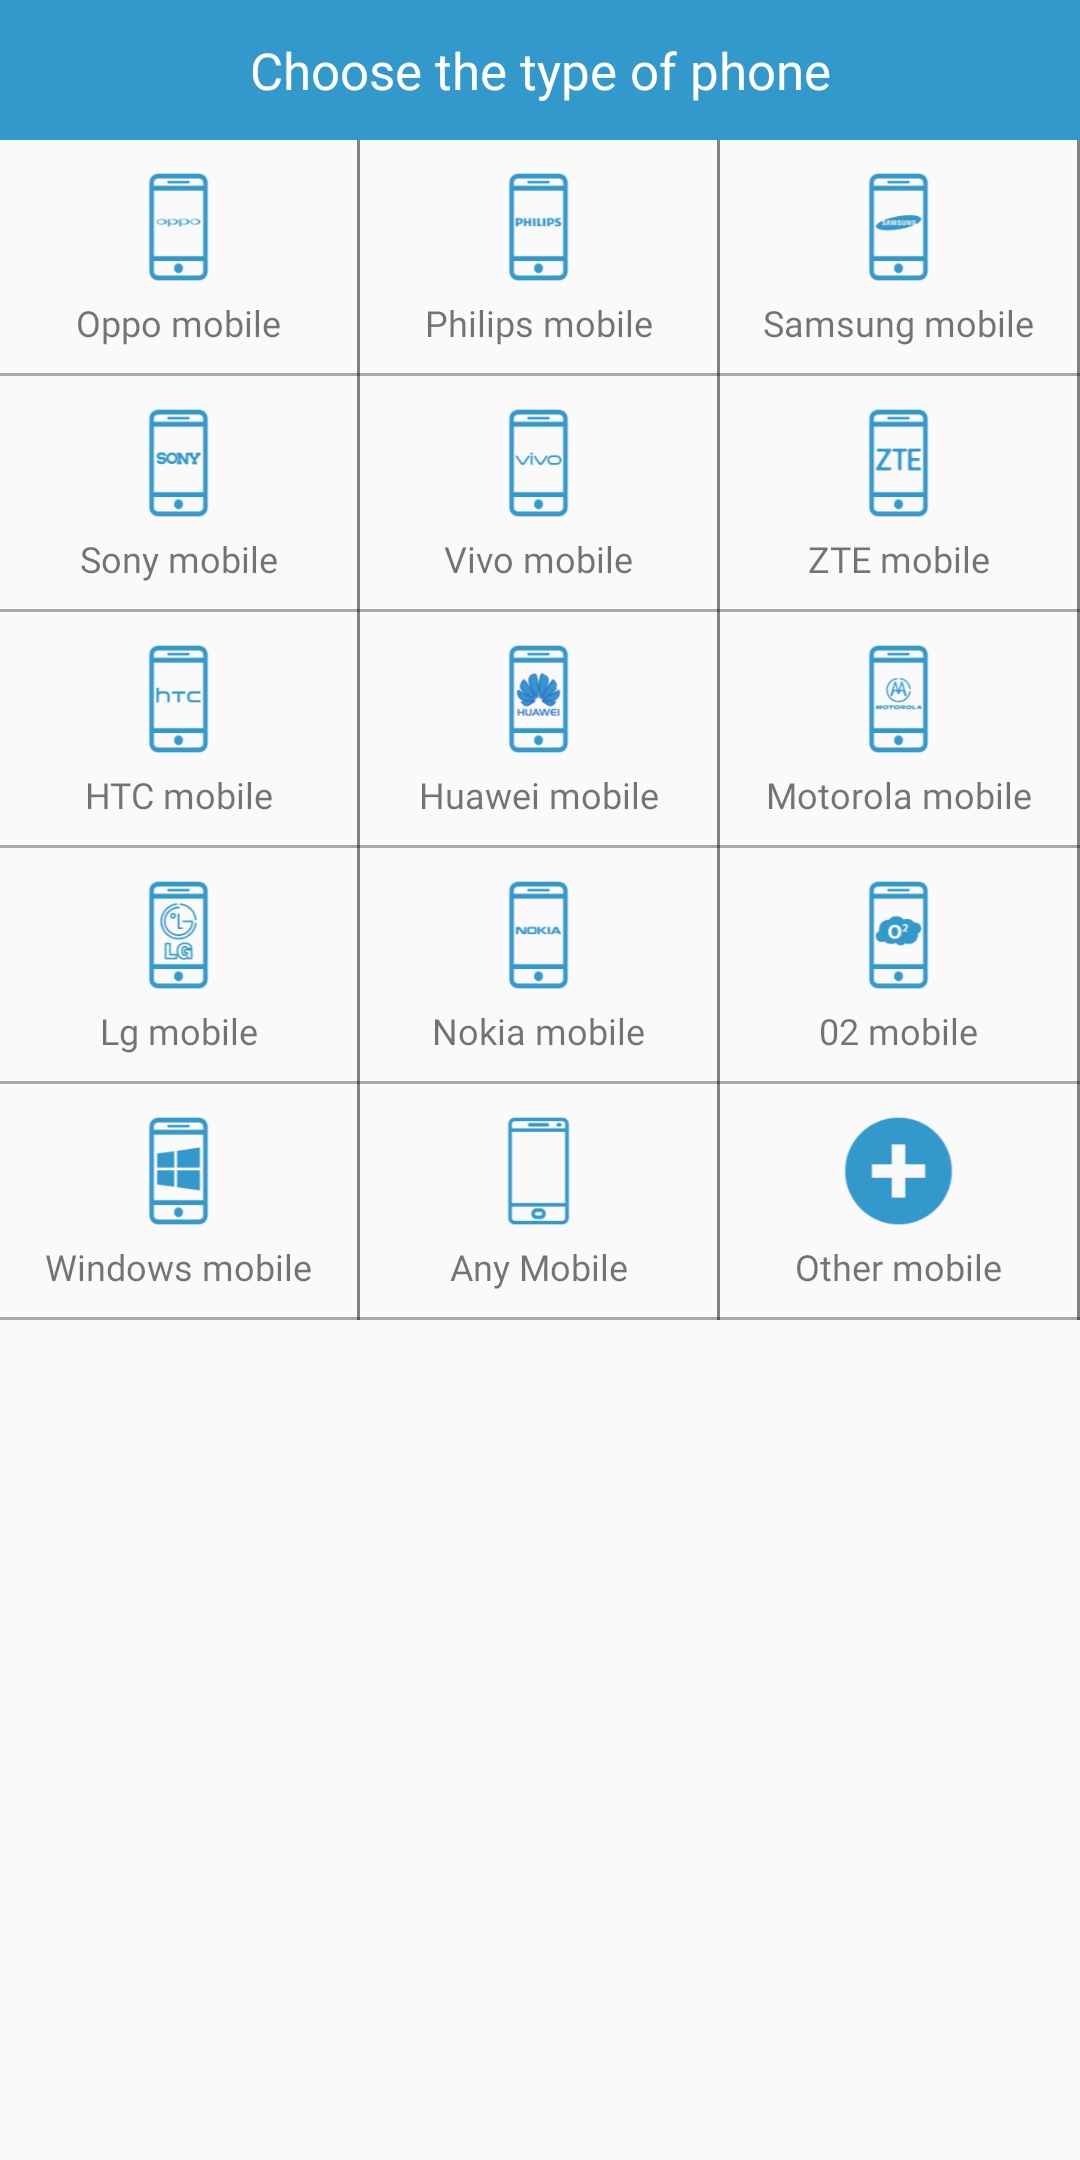 Choose the type of phone
oppo PHILIPS SAMSUNG
Oppo mobile Philips mobile Samsung mobile
SONY vivo ZTE
Sony mobile Vivo mobile ZTE mobile
hTC HUAWEI MOTOROLA
HTC mobile Huawei mobile Motorola mobile
LG NOKIA O2
LG
Lg mobile Nokia mobile 02 mobile
Windows mobile Any Mobile Other mobile